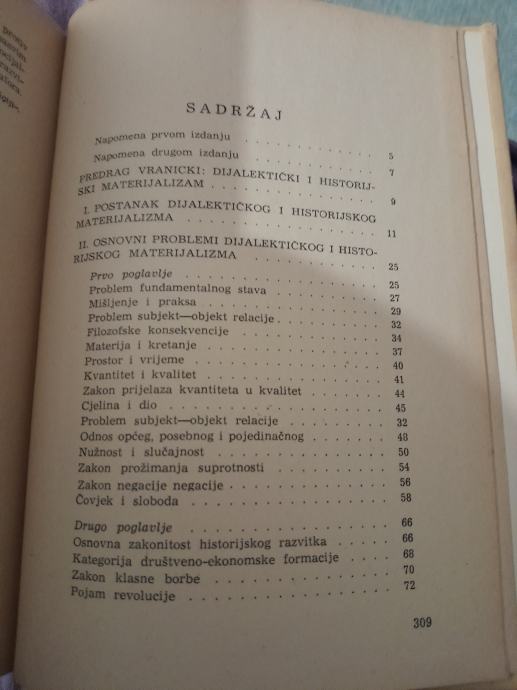 SADRŽAJ
Napomena prvom izdanju . . . . . . . . . . 5
Napomena drugom izdanju . . . . . . . . . 7
PREDRAG VRANICKI: DIJALEKTIČKI I HISTORIJ-
SKI MATERIJALIZAM . . . . . . . . . . . . 9
I. POSTANAK DIJALEKTIČKOG I HISTORIJSKOG
MATERIJALIZMA . . . . . . . . . . . . . . 11
II. OSNOVNI PROBLEMI DIJALEKTIČKOG I HISTO-
RIJSKOG MATERIJALIZMA . . . . . . . . . 25
Prvo poglavlje . . . . . . . . . . . . . . 25
Problem fundamentalnog stava . . . . . . . 27
Mišljenje i praksa . . . . . . . . . . . . 29
Problem subjekt—objekt relacije . . . . . . 32
Filozofske konsekvencije . . . . . . . . . 34
Materija i kretanje . . . . . . . . . . . . 37
Prostor i vrijeme . . . . . . . . . . . . . 40
Kvantitet i kvalitet . . . . . . . . . . . . 41
Zakon prijelaza kvantiteta u kvalitet . . . . 44
Cjelina i dio . . . . . . . . . . . . . . . 45
Problem subjekt—objekt relacije . . . . . . 32
Odnos općeg, posebnog i pojedinačnog . . . . 48
Nužnost i slučajnost . . . . . . . . . . . 50
Zakon prožimanja suprotnosti . . . . . . . 54
Zakon negacije negacije . . . . . . . . . . 56
Čovjek i sloboda . . . . . . . . . . . . . 58
Drugo poglavlje . . . . . . . . . . . . . 66
Osnovna zakonitost historijskog razvitka . . . 66
Kategorija društveno-ekonomske formacije . . 68
Zakon klasne borbe . . . . . . . . . . . . 70
Pojam revolucije . . . . . . . . . . . . . 72
309